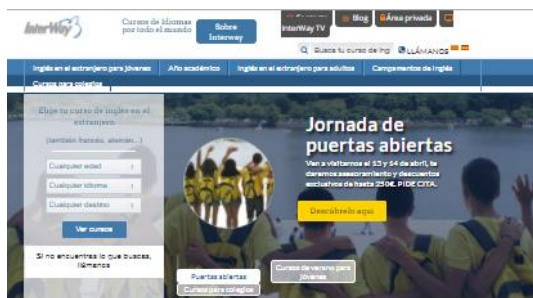 InterWay
Cursos de Idiomas
por todo el mundo
Sobre
Interway
InterWay TV
Blog
Área privada
Busca tu curso de ing
LLÁMANOS
Inglés en el extranjero para jóvenes
Año académico
Inglés en el extranjero para adultos
Campamentos de inglés
Cursos para colegios
Elige tu curso de inglés en el
extranjero
(también francés, alemán...)
Cualquier edad
Cualquier idioma
Cualquier destino
Ver cursos
Si no encuentras lo que buscas,
llámanos
Jornada de
puertas abiertas
Ven a visitarnos el 13 y 14 de abril, te
daremos asesoramiento y descuentos
exclusivos de hasta 250€. PIDE CITA.
Descúbrelo aquí
Puertas abiertas
Cursos de verano para
jóvenes
Cursos para colegios